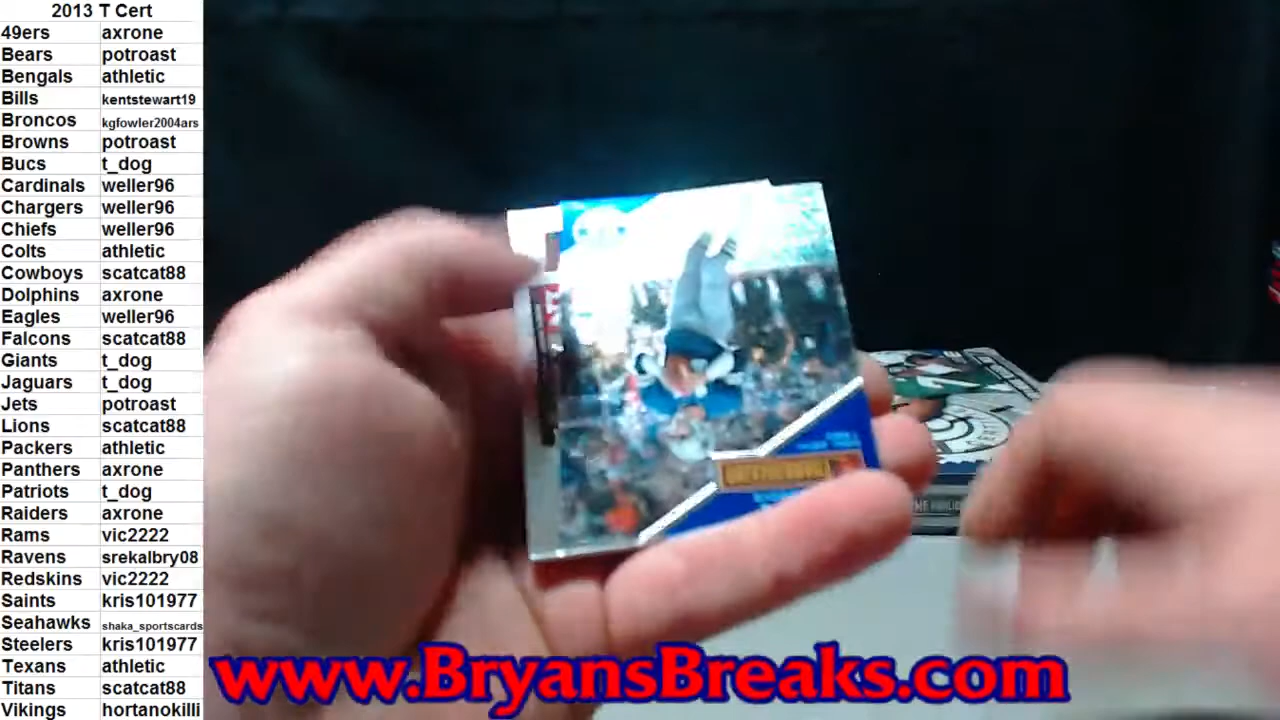 2013 T Cert
49ers axrone
Bears potroast
Bengals athletic
Bills kentstewart19
Broncos kgfowler2004ars
Browns potroast
Bucs t_dog
Cardinals weller96
Chargers weller96
Chiefs weller96
Colts athletic
Cowboys scatcat88
Dolphins axrone
Eagles weller96
Falcons scatcat88
Giants t_dog
Jaguars t_dog
Jets potroast
Lions scatcat88
Packers athletic
Panthers axrone
Patriots t_dog
Raiders axrone
Rams vic2222
Ravens srekalbry08
Redskins vic2222
Saints kris101977
Seahawks shaka_sportscards
Steelers kris101977
Texans athletic
Titans scatcat88
Vikings hortanokilli
www.BryansBreaks.com